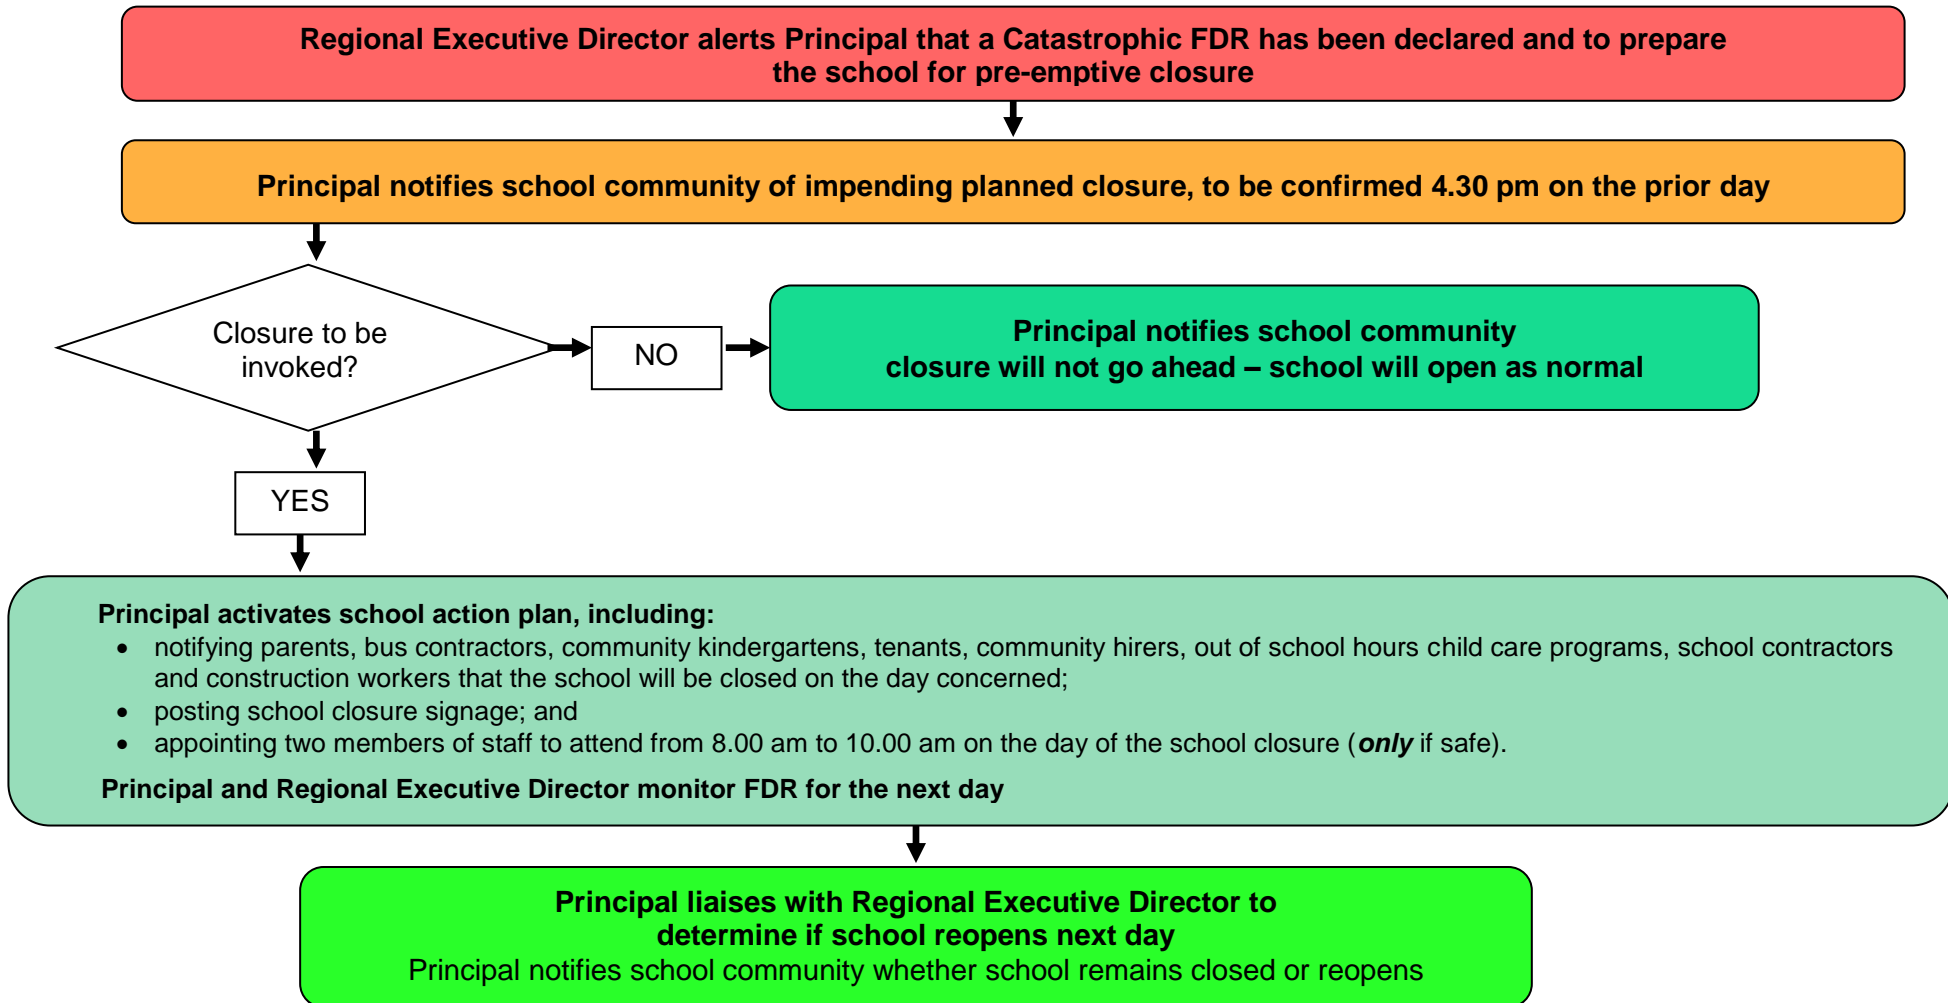 Regional Executive Director alerts Principal that a Catastrophic FDR has been declared and to prepare
the school for pre-emptive closure
Principal notifies school community of impending planned closure, to be confirmed 4.30 pm on the prior day
Closure to be
invoked?
NO
Principal notifies school community
closure will not go ahead – school will open as normal
YES
Principal activates school action plan, including:
• notifying parents, bus contractors, community kindergartens, tenants, community hirers, out of school hours child care programs, school contractors
and construction workers that the school will be closed on the day concerned;
• posting school closure signage; and
• appointing two members of staff to attend from 8.00 am to 10.00 am on the day of the school closure (only if safe).
Principal and Regional Executive Director monitor FDR for the next day
Principal liaises with Regional Executive Director to
determine if school reopens next day
Principal notifies school community whether school remains closed or reopens